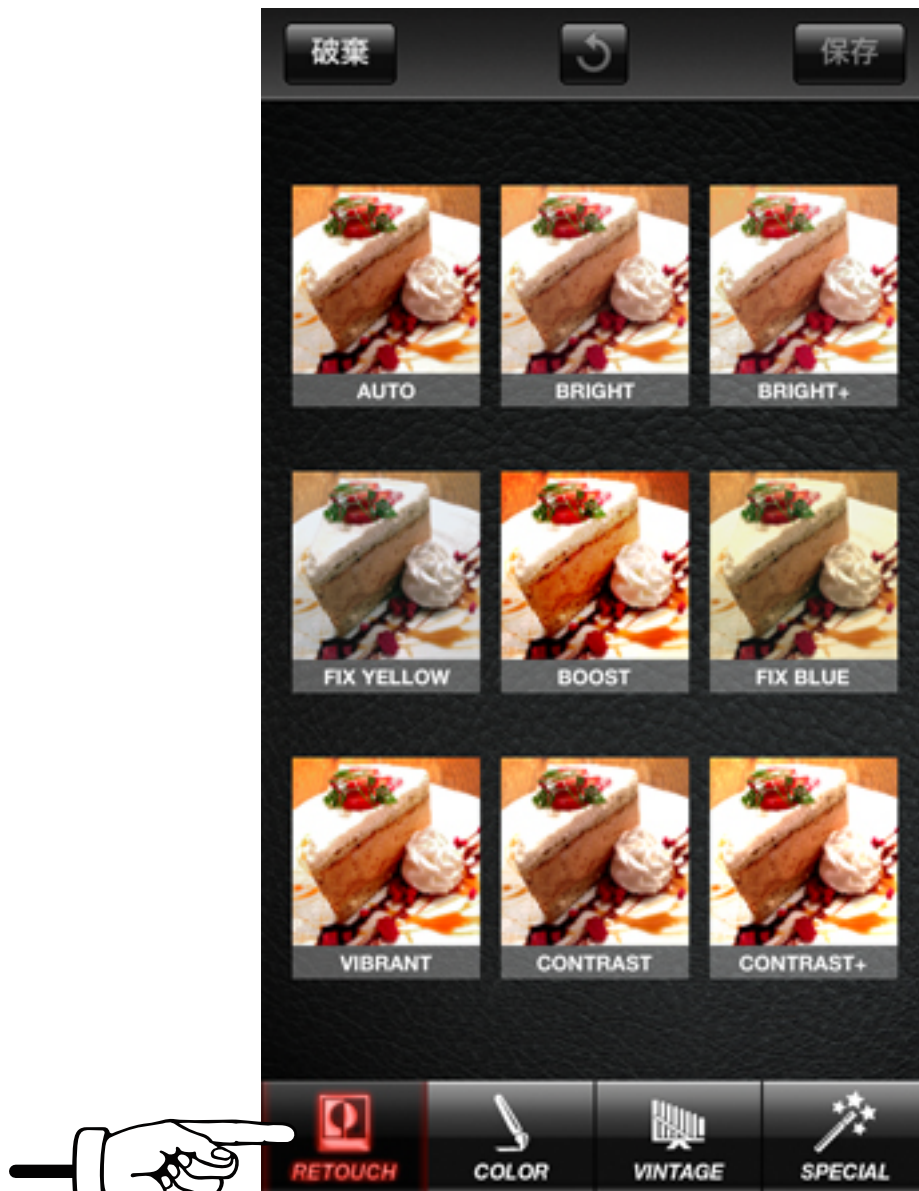 破棄
保存
AUTO
BRIGHT
BRIGHT+
FIX YELLOW
BOOST
FIX BLUE
VIBRANT
CONTRAST
CONTRAST+
RETOUCH
COLOR
VINTAGE
SPECIAL